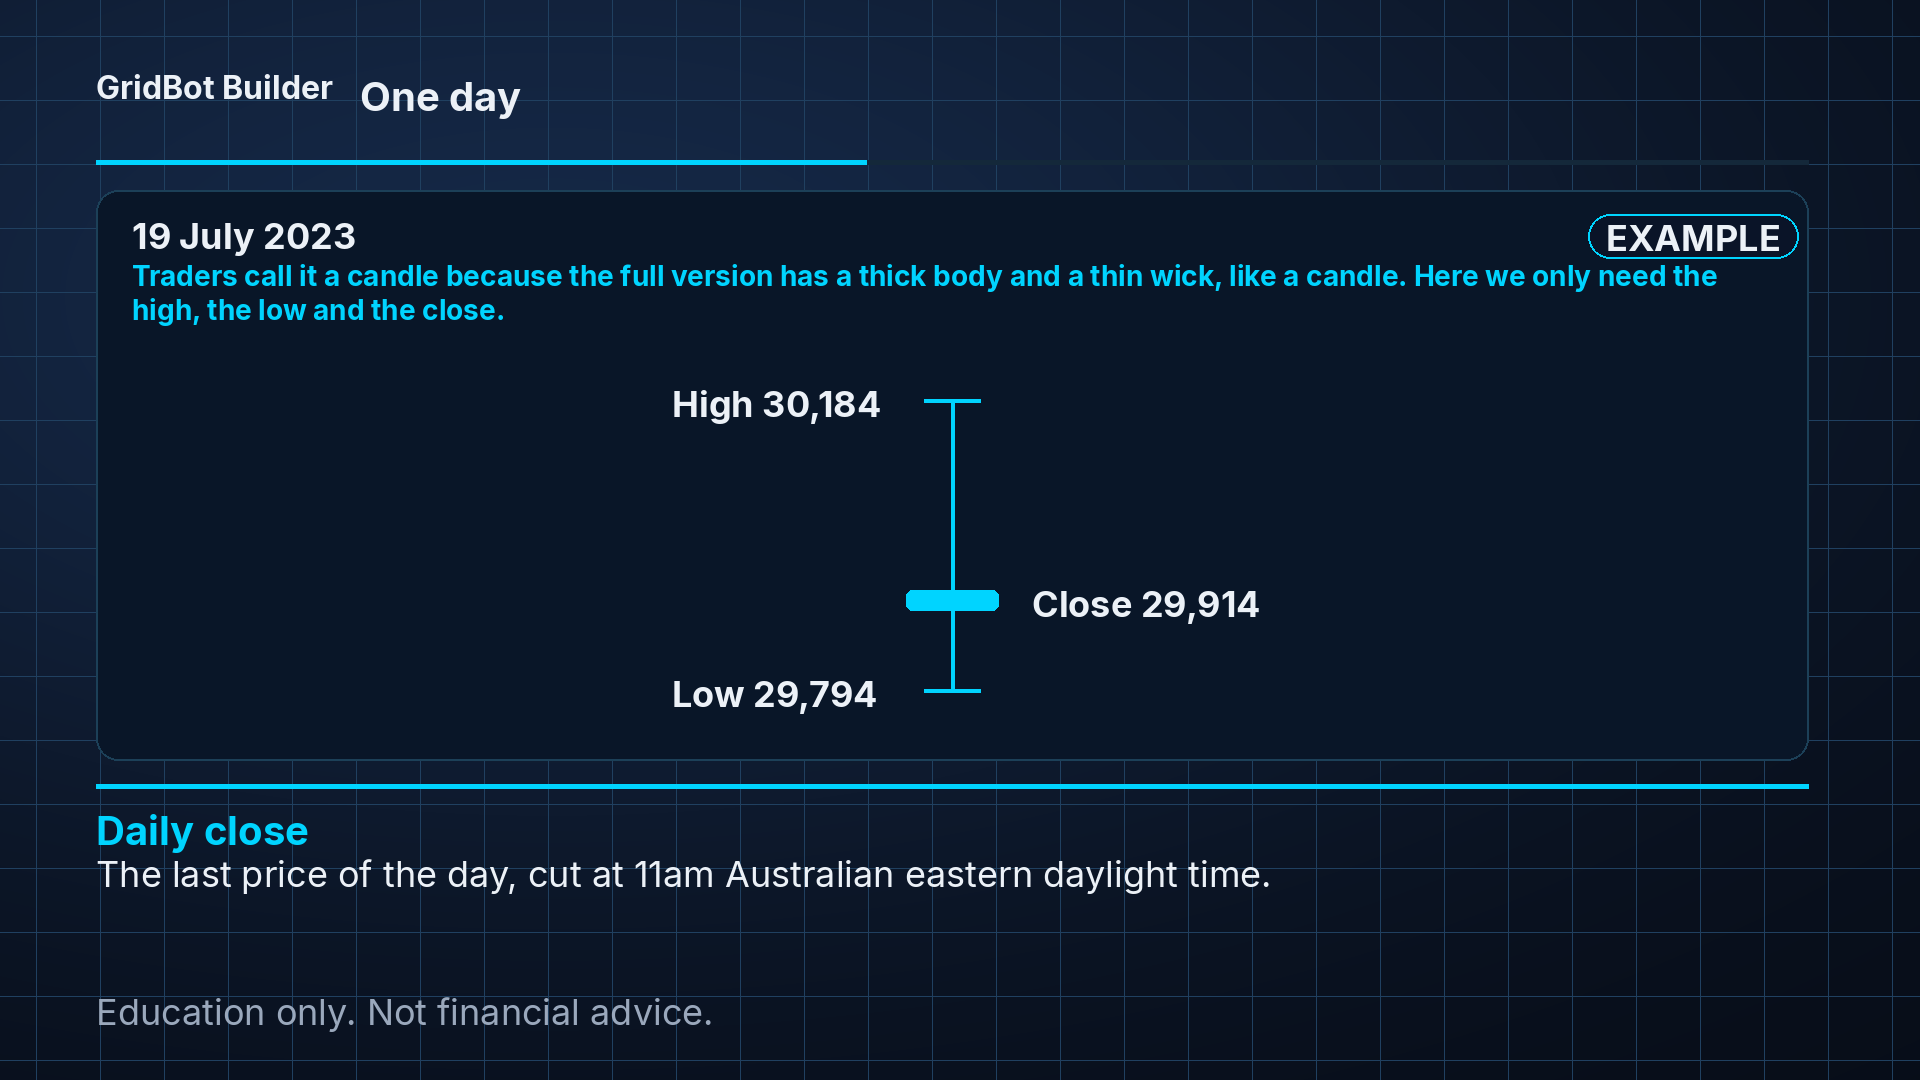 GridBot Builder
One day
19 July 2023
EXAMPLE
Traders call it a candle because the full version has a thick body and a thin wick, like a candle. Here we only need the
high, the low and the close.
High 30,184
Close 29,914
Low 29,794
Daily close
The last price of the day, cut at 11am Australian eastern daylight time.
Education only. Not financial advice.